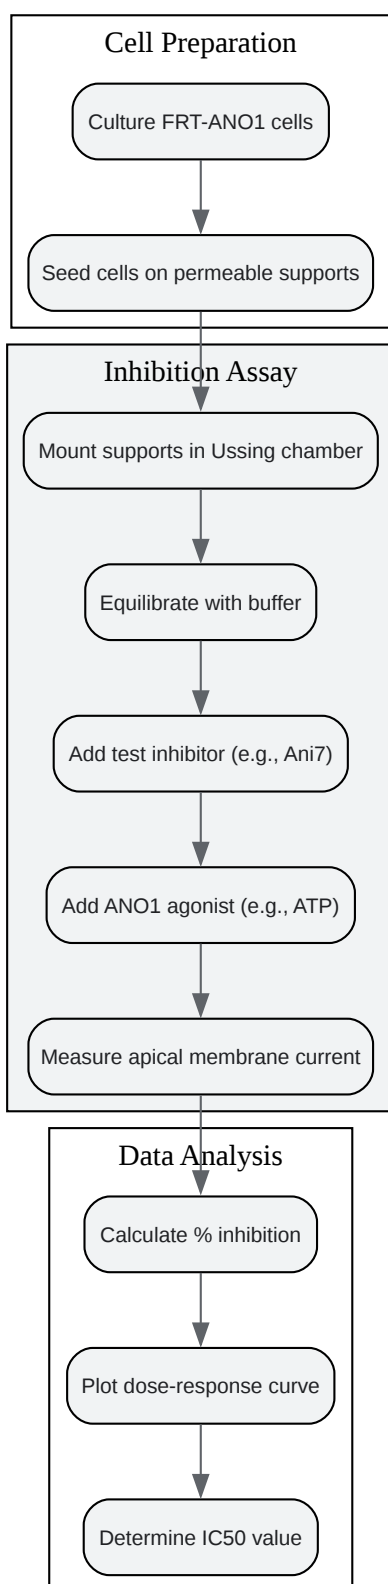 Cell Preparation
Culture FRT-ANO1 cells
Seed cells on permeable supports
Inhibition Assay
Mount supports in Ussing chamber
Equilibrate with buffer
Add test inhibitor (e.g., Ani7)
Add ANO1 agonist (e.g., ATP)
Measure apical membrane current
Data Analysis
Calculate % inhibition
Plot dose-response curve
Determine IC50 value